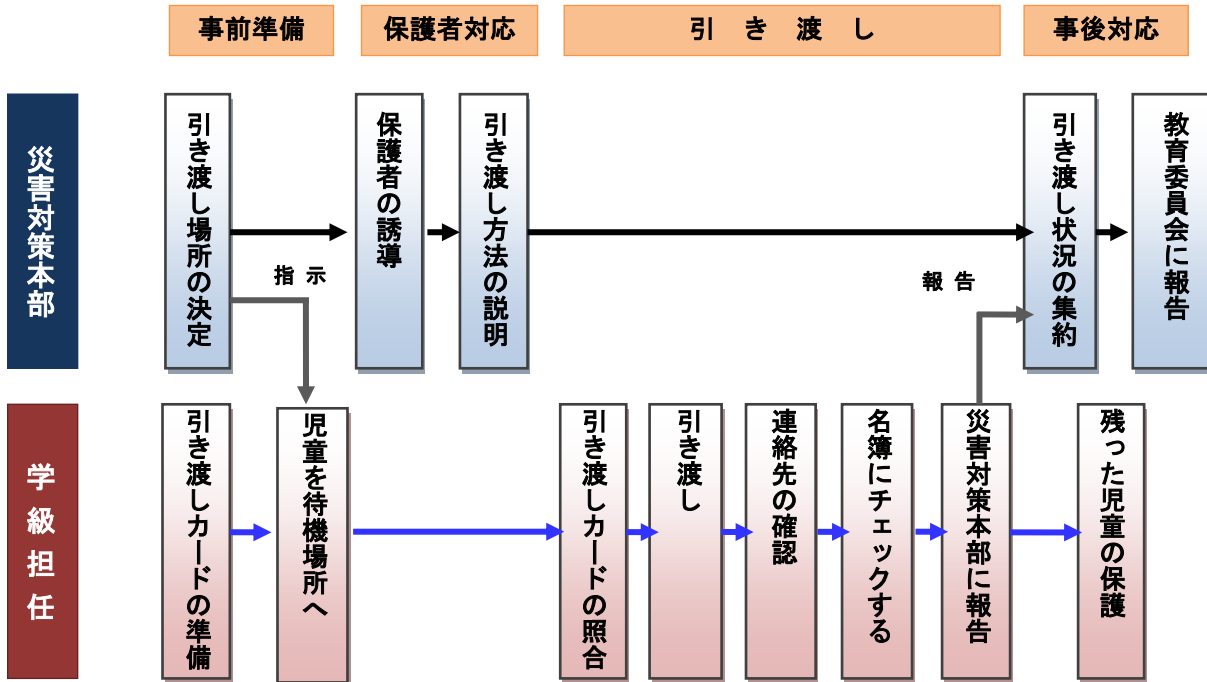 事前準備
保護者対応
引き渡し
事後対応
災害対策本部
引き渡し場所の決定
保護者の誘導
引き渡し方法の説明
引き渡し状況の集約
教育委員会に報告
指示
報告
学級担任
引き渡しカードの準備
児童を待機場所へ
引き渡しカードの照合
引き渡し
連絡先の確認
名簿にチェックする
災害対策本部に報告
残った児童の保護